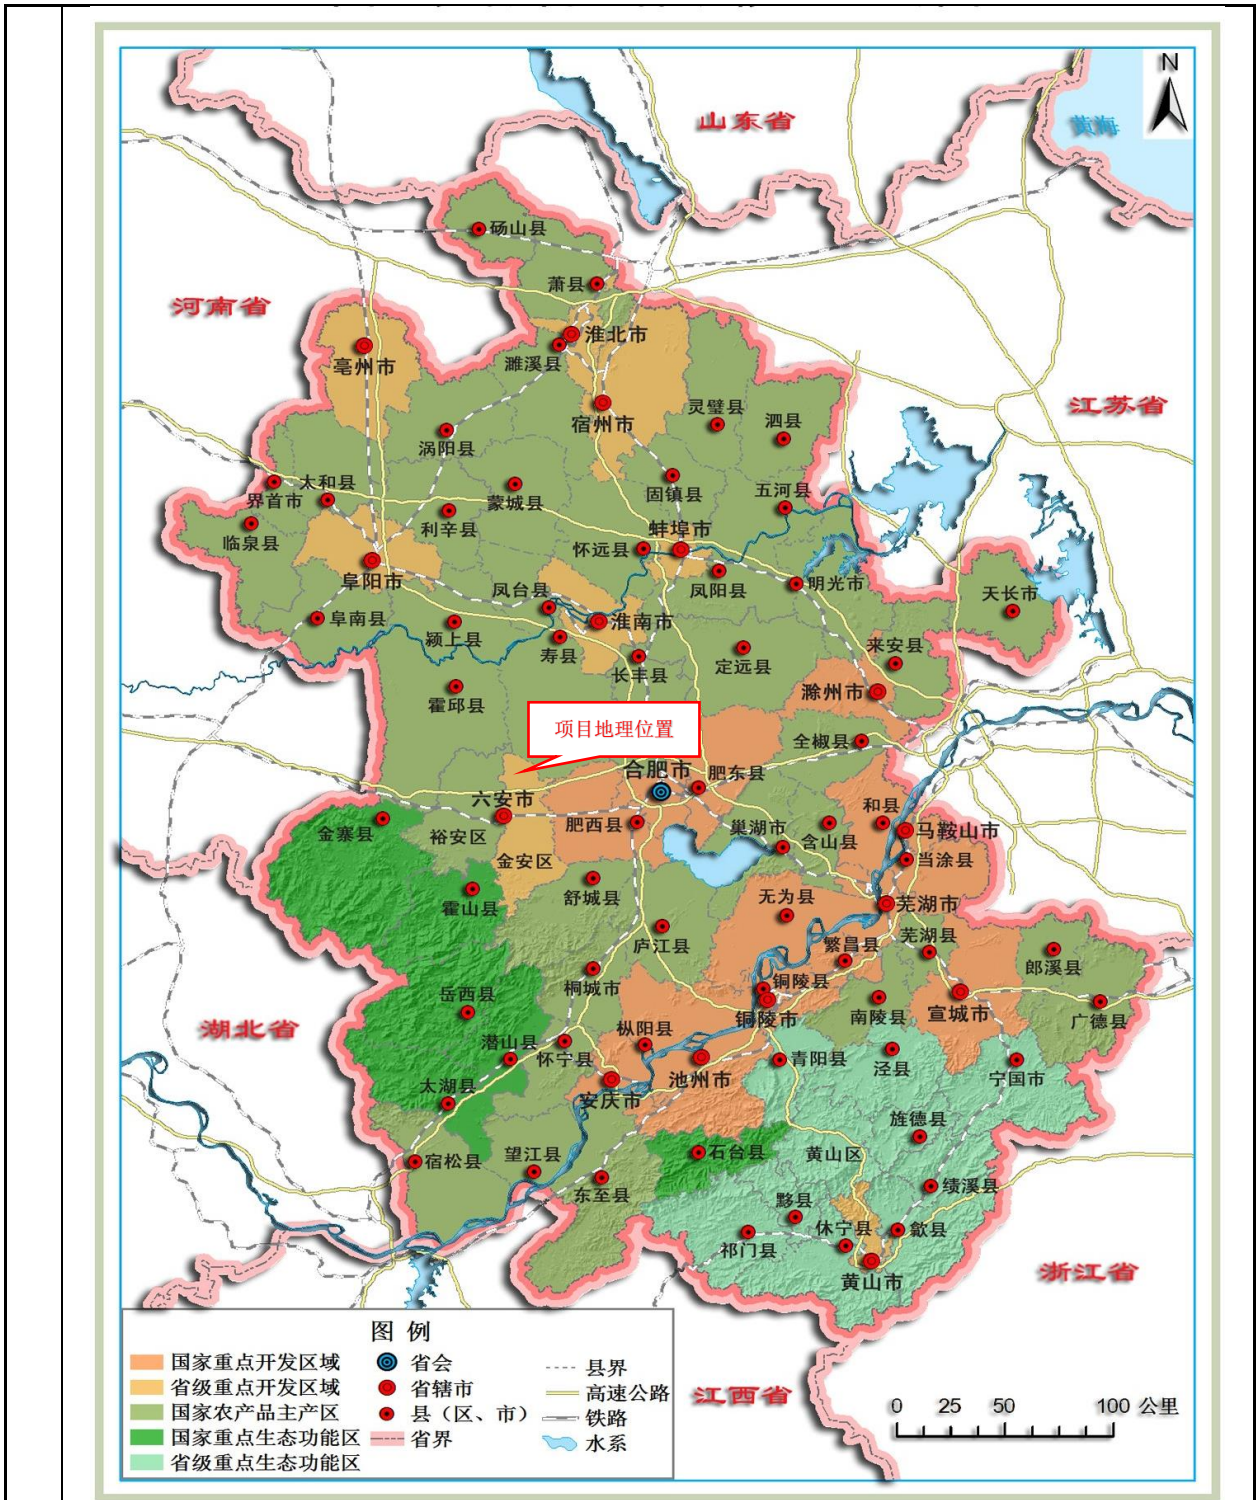 N
山东省
黄海
砀山县
萧县
河南省
淮北市
亳州市
濉溪县
江苏省
灵璧县
泗县
宿州市
涡阳县
太和县
界首市
固镇县
五河县
蒙城县
利辛县
蚌埠市
临泉县
怀远县
阜阳市
凤台县
凤阳县
明光市
天长市
阜南县
颍上县
淮南市
来安县
寿县
长丰县
定远县
滁州市
霍邱县
项目地理位置
全椒县
合肥市
肥东县
六安市
和县
金寨县
裕安区
肥西县
巢湖市
含山县
马鞍山市
金安区
当涂县
舒城县
无为县
芜湖市
霍山县
庐江县
繁昌县
芜湖县
郎溪县
桐城市
铜陵县
岳西县
铜陵市
南陵县
宣城市
广德县
湖北省
枞阳县
潜山县
怀宁县
池州市
青阳县
泾县
宁国市
太湖县
安庆市
旌德县
宿松县
望江县
石台县
黄山区
东至县
绩溪县
黟县
休宁县
歙县
祁门县
黄山市
浙江省
江西省
图 例
国家重点开发区域
省级重点开发区域
国家农产品主产区
国家重点生态功能区
省级重点生态功能区
省会
省辖市
县（区、市）
省界
县界
高速公路
铁路
水系
0 25 50 100 公里